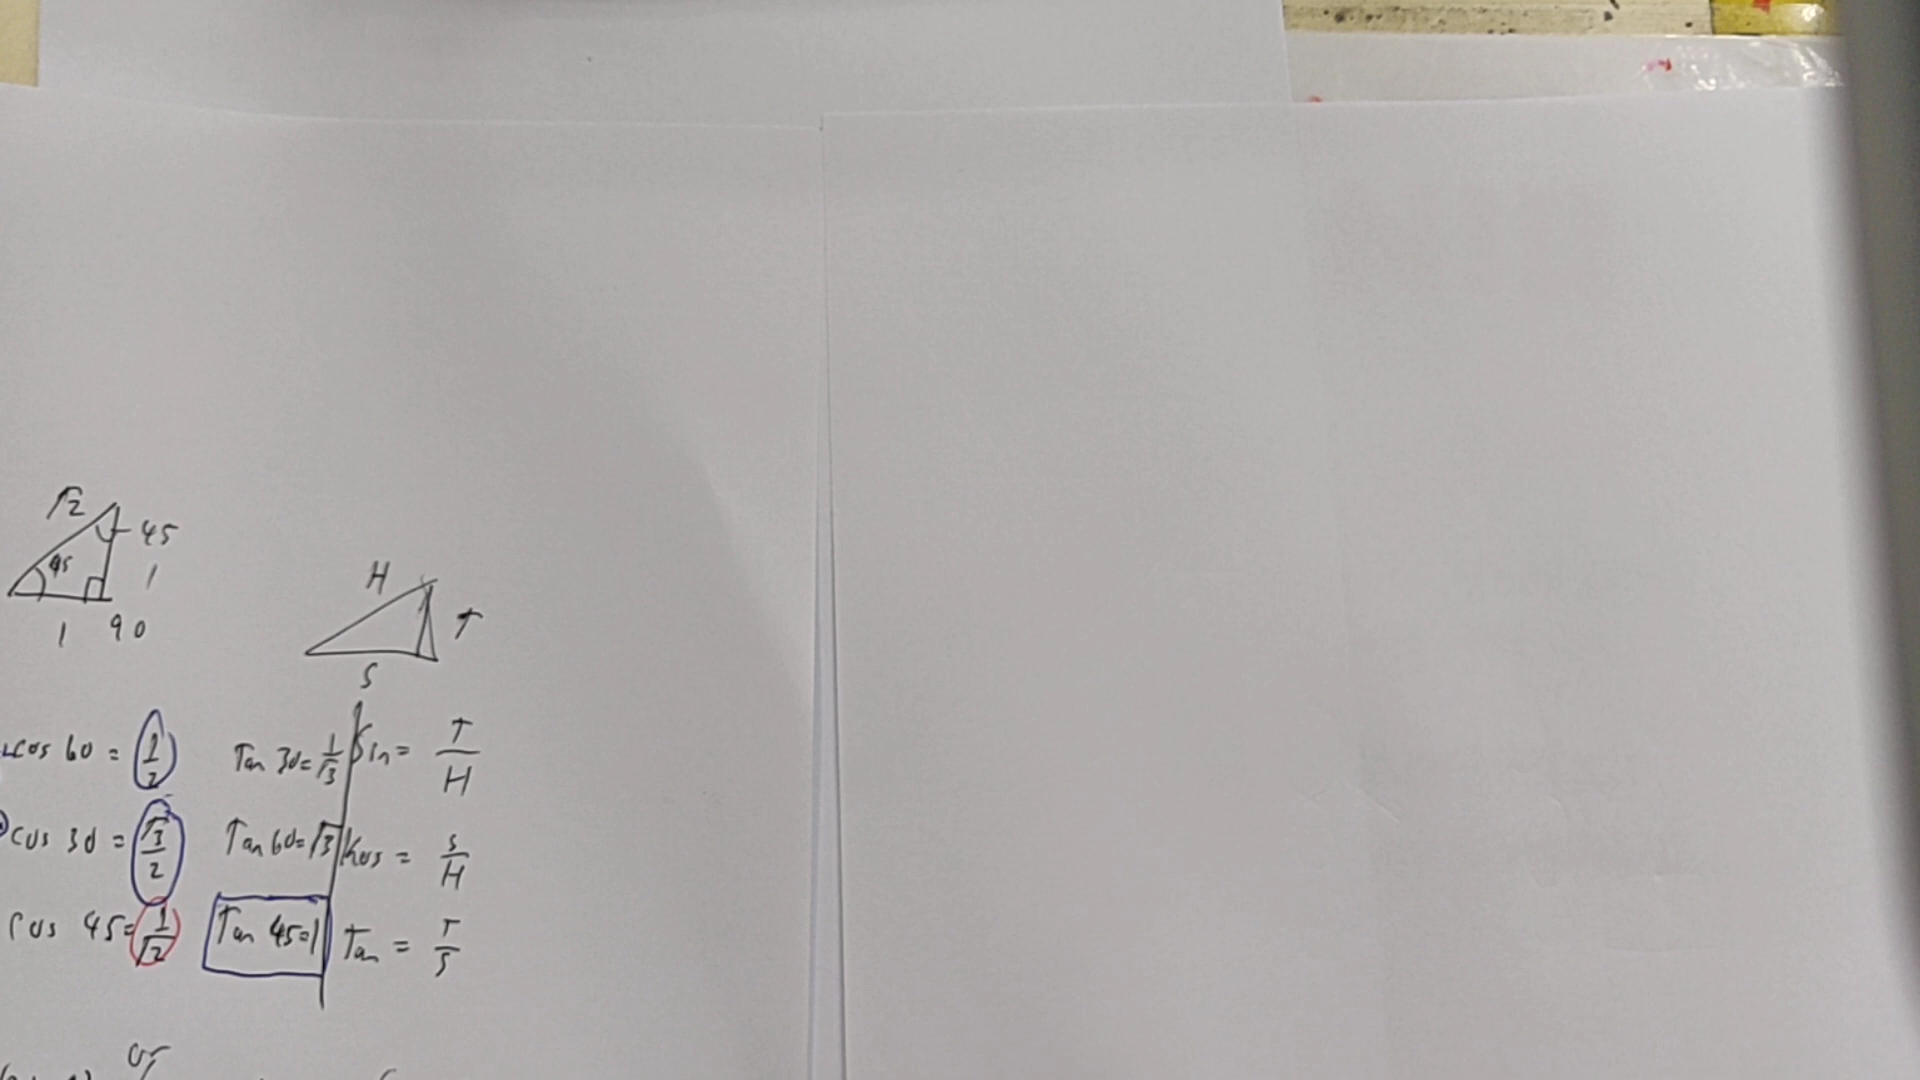 √2
45
45
1
1 90
H
T
S
cos 60 = 1/2 Tan 30= 1/√3 Sin= T/H
cos 30 = √3/2 Tan 60=√3 Kos = S/H
Cos 45= 1/√2 Tan 45=1 Tan = T/S